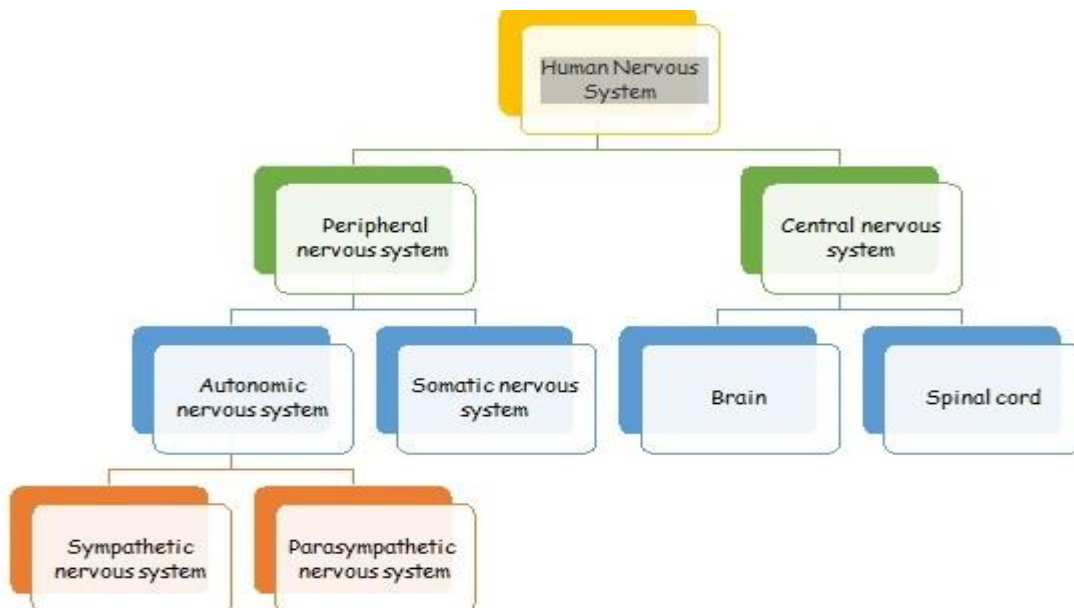 Human Nervous
System
Peripheral
nervous system
Central nervous
system
Autonomic
nervous system
Somatic nervous
system
Brain
Spinal cord
Sympathetic
nervous system
Parasympathetic
nervous system